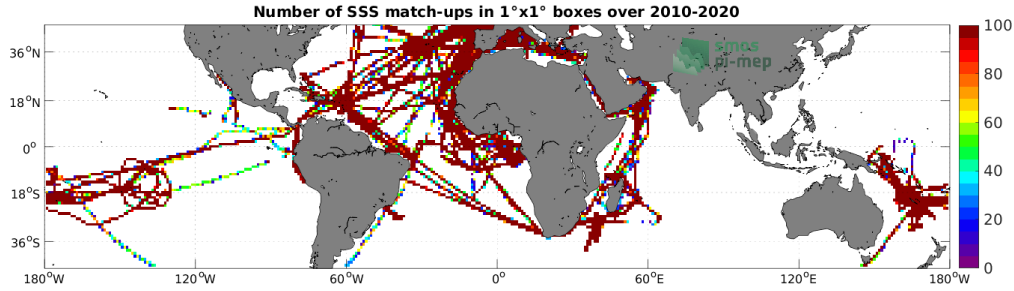 Number of SSS match-ups in 1°x1° boxes over 2010-2020
36°N
18°N
0°
18°S
36°S
180°W
120°W
60°W
0°
60°E
120°E
180°W
100
80
60
40
20
0
smos
pi-mep